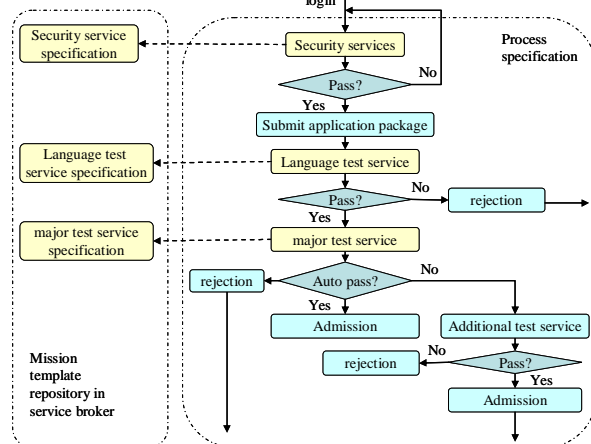 login
Security service
specification
Security services
Process
specification
No
Pass?
Yes
Submit application package
Language test
service specification
Language test service
No
Pass?
rejection
Yes
major test service
specification
major test service
No
rejection
Auto pass?
Yes
Admission
Additional test service
Mission
template
repository in
service broker
No
rejection
Pass?
Yes
Admission